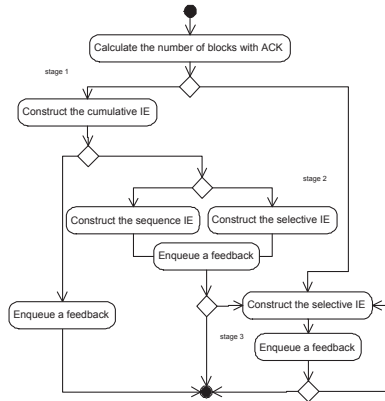 Calculate the number of blocks with ACK
stage 1
Construct the cumulative IE
stage 2
Construct the sequence IE
Construct the selective IE
Enqueue a feedback
Enqueue a feedback
Construct the selective IE
stage 3
Enqueue a feedback